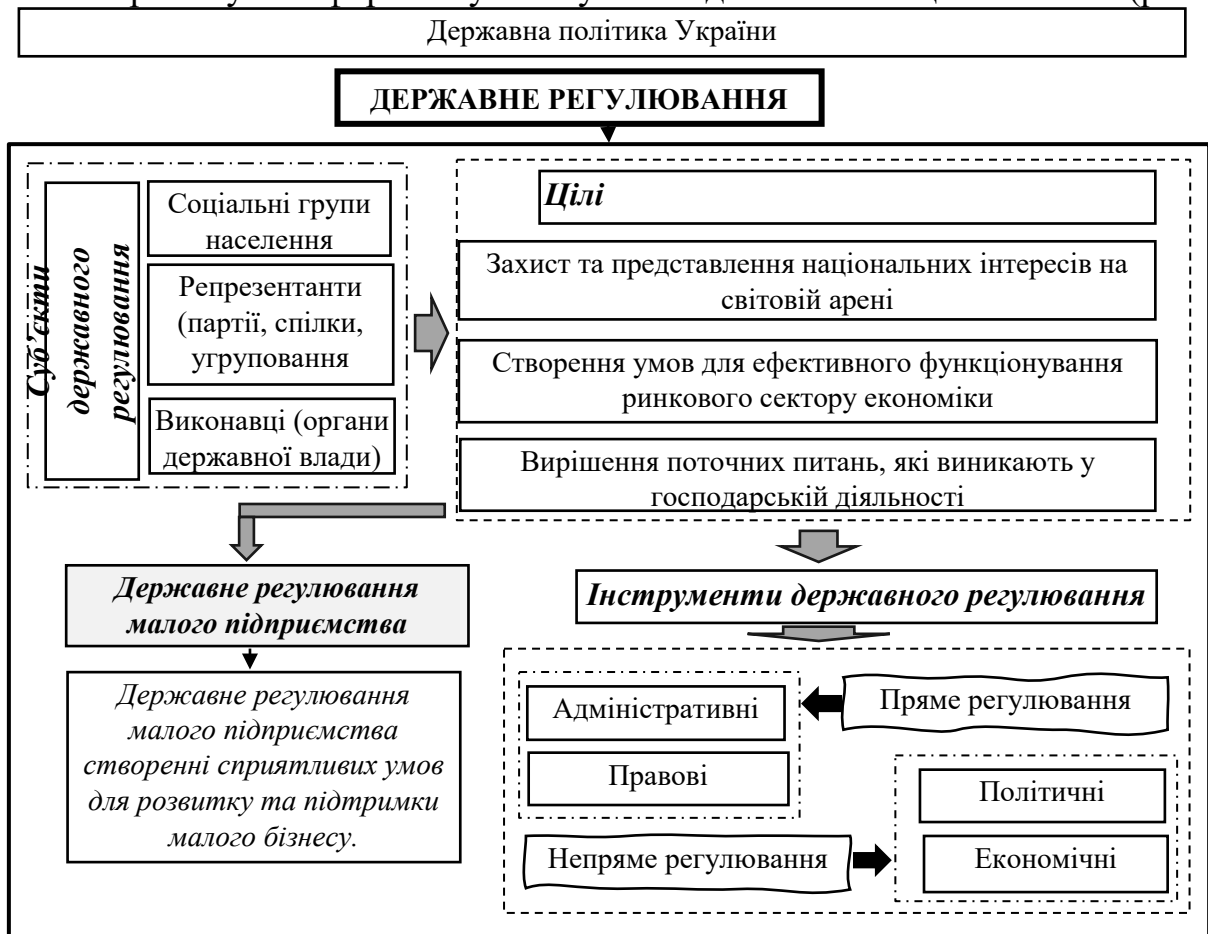 Державна політика України
ДЕРЖАВНЕ РЕГУЛЮВАННЯ
Суб'єкти
державного
регулювання
Соціальні групи
населення
Репрезентанти
(партії, спілки,
угруповання
Виконавці (органи
державної влади)
Цілі
Захист та представлення національних інтересів на
світовій арені
Створення умов для ефективного функціонування
ринкового сектору економіки
Вирішення поточних питань, які виникають у
господарській діяльності
Державне регулювання
малого підприємства
Державне регулювання
малого підприємства
створенні сприятливих умов
для розвитку та підтримки
малого бізнесу.
Інструменти державного регулювання
Адміністративні
Пряме регулювання
Правові
Політичні
Непряме регулювання
Економічні